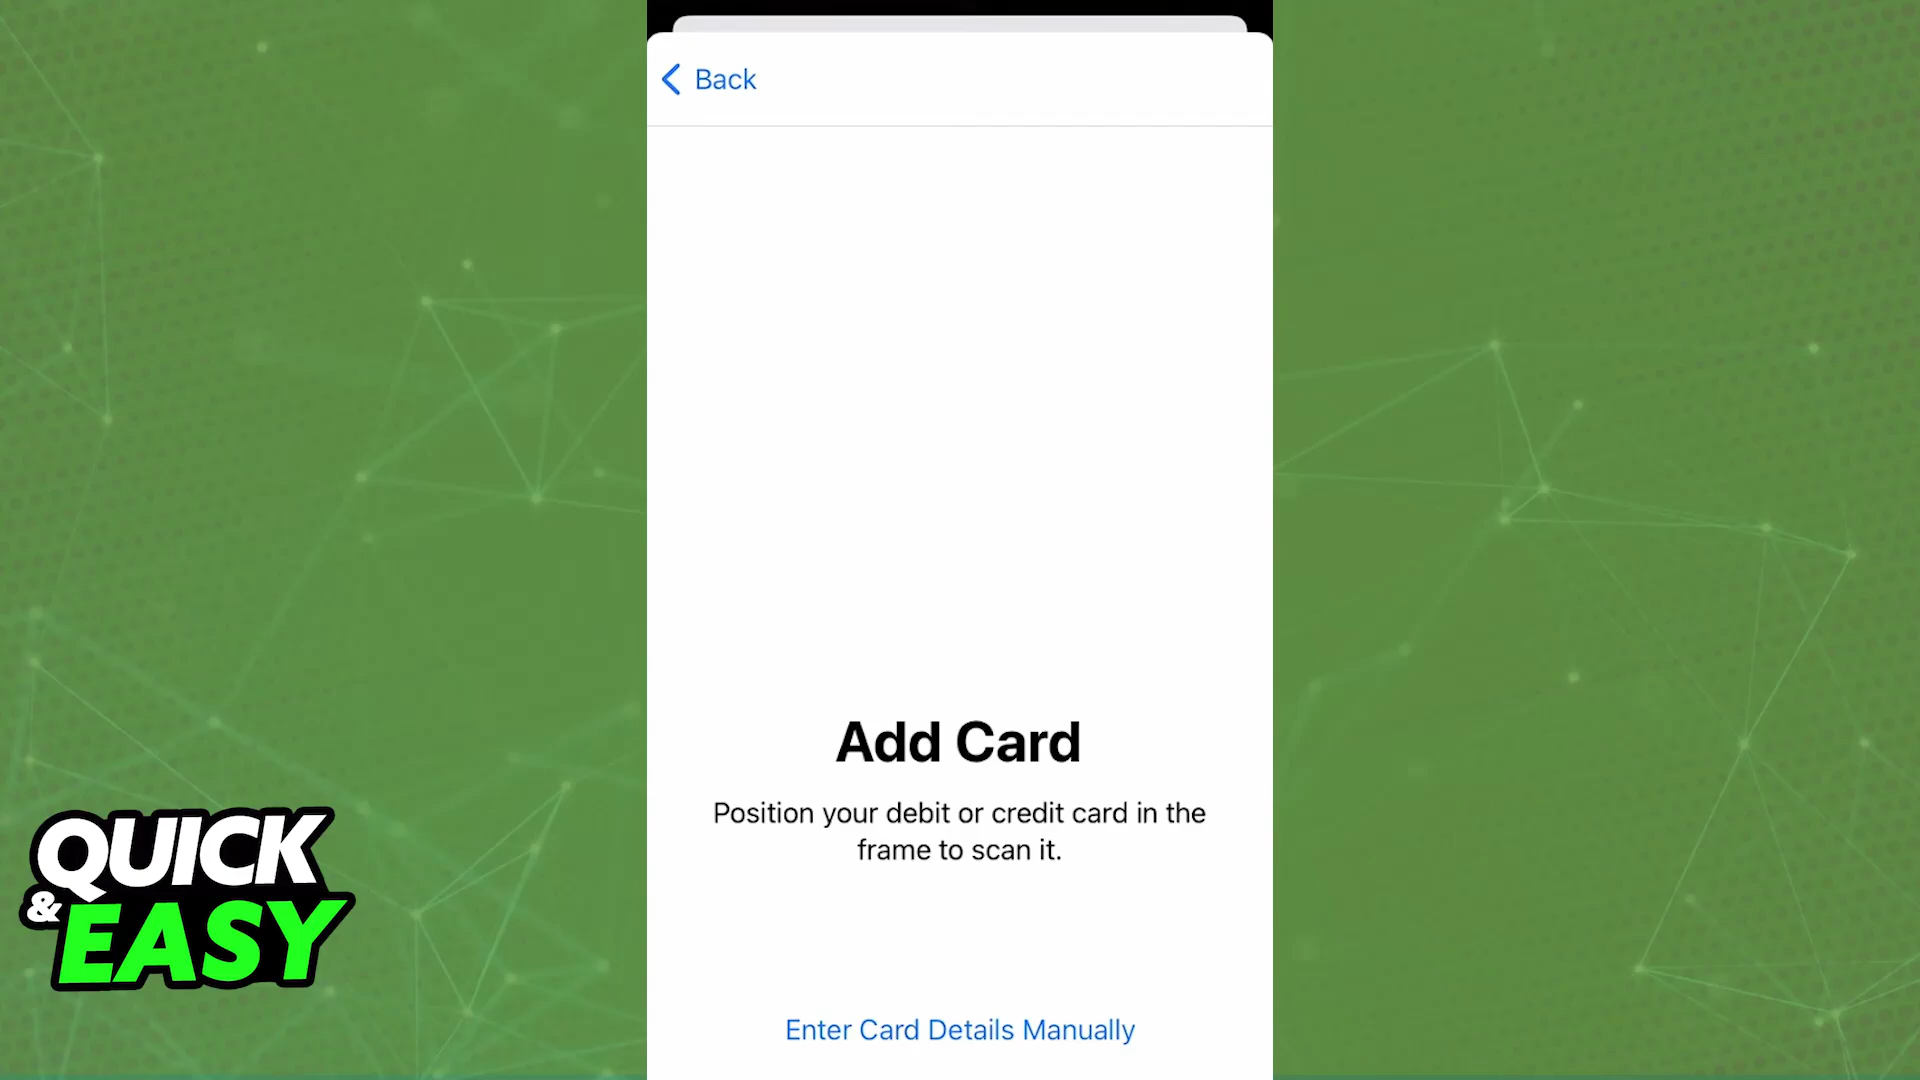 Back
Add Card
Position your debit or credit card in the
frame to scan it.
Enter Card Details Manually
QUICK
&
EASY